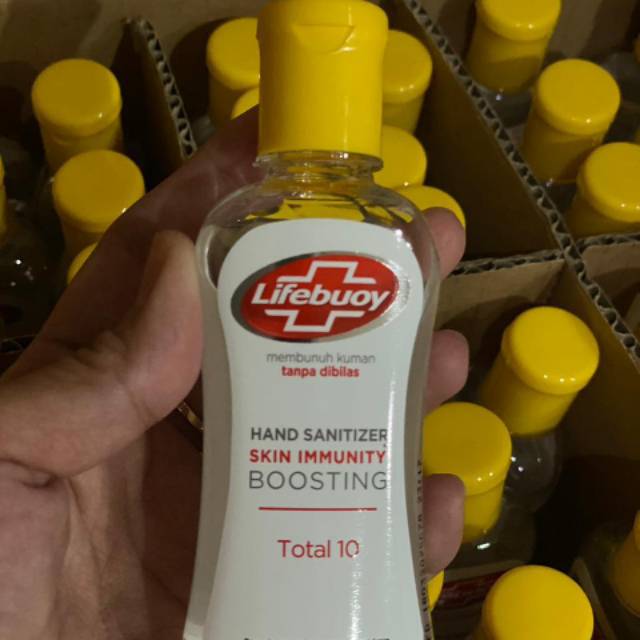 Lifebuoy
membunuh kuman
tanpa dibilas
HAND SANITIZER
SKIN IMMUNITY
BOOSTING
Total 10